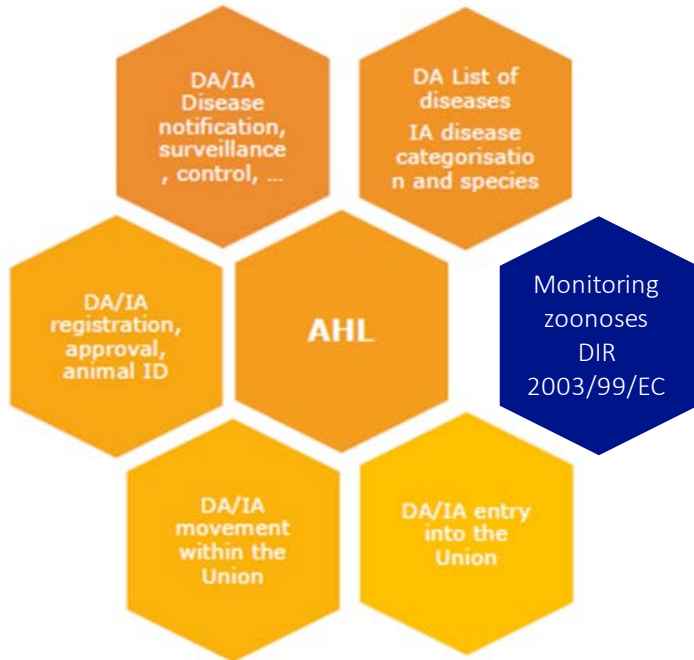 DA/IA
Disease
notification,
surveillance
, control, ...
DA List of
diseases
IA disease
categorisatio
n and species
DA/IA
registration,
approval,
animal ID
AHL
Monitoring
zoonoses
DIR
2003/99/EC
DA/IA
movement
within the
Union
DA/IA entry
into the
Union